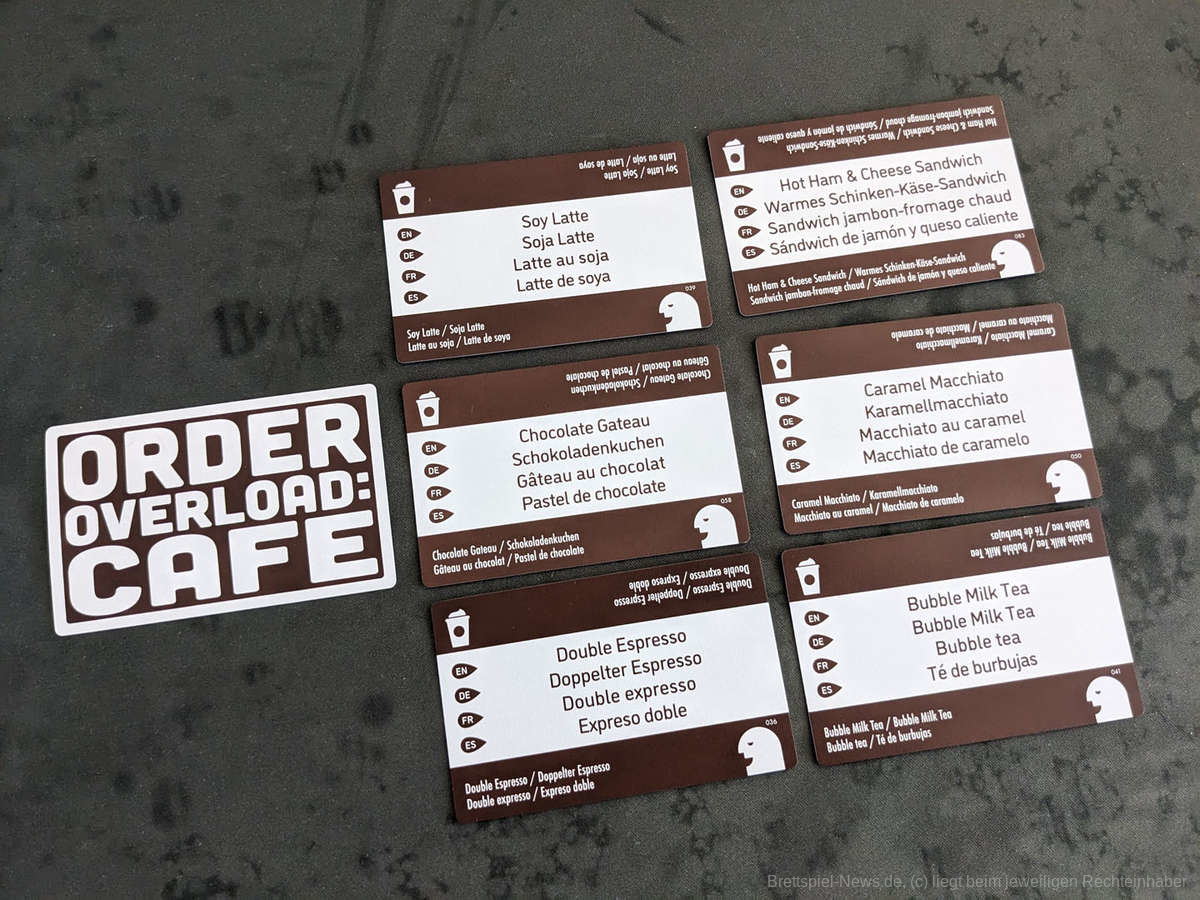 ORDER
OVERLOAD:
CAFE
Soy Latte / Soja Latte
Latte au soja / Latte de soya
EN Soy Latte
DE Soja Latte
FR Latte au soja
ES Latte de soya
039
Soy Latte / Soja Latte
Latte au soja / Latte de soya
Hot Ham & Cheese Sandwich / Warmes Schinken-Käse-Sandwich
Sandwich jambon-fromage chaud / Sándwich de jamón y queso caliente
EN Hot Ham & Cheese Sandwich
DE Warmes Schinken-Käse-Sandwich
FR Sandwich jambon-fromage chaud
ES Sándwich de jamón y queso caliente
083
Hot Ham & Cheese Sandwich / Warmes Schinken-Käse-Sandwich
Sandwich jambon-fromage chaud / Sándwich de jamón y queso caliente
Chocolate Gateau / Schokoladenkuchen
Gâteau au chocolat / Pastel de chocolate
EN Chocolate Gateau
DE Schokoladenkuchen
FR Gâteau au chocolat
ES Pastel de chocolate
058
Chocolate Gateau / Schokoladenkuchen
Gâteau au chocolat / Pastel de chocolate
Caramel Macchiato / Karamellmacchiato
Macchiato au caramel / Macchiato de caramelo
EN Caramel Macchiato
DE Karamellmacchiato
FR Macchiato au caramel
ES Macchiato de caramelo
050
Caramel Macchiato / Karamellmacchiato
Macchiato au caramel / Macchiato de caramelo
Double Espresso / Doppelter Espresso
Double expresso / Expreso doble
EN Double Espresso
DE Doppelter Espresso
FR Double expresso
ES Expreso doble
036
Double Espresso / Doppelter Espresso
Double expresso / Expreso doble
Bubble Milk Tea / Bubble Milk Tea
Bubble tea / Té de burbujas
EN Bubble Milk Tea
DE Bubble Milk Tea
FR Bubble tea
ES Té de burbujas
041
Bubble Milk Tea / Bubble Milk Tea
Bubble tea / Té de burbujas
Brettspiel-News.de, (c) liegt beim jeweiligen Rechteinhaber